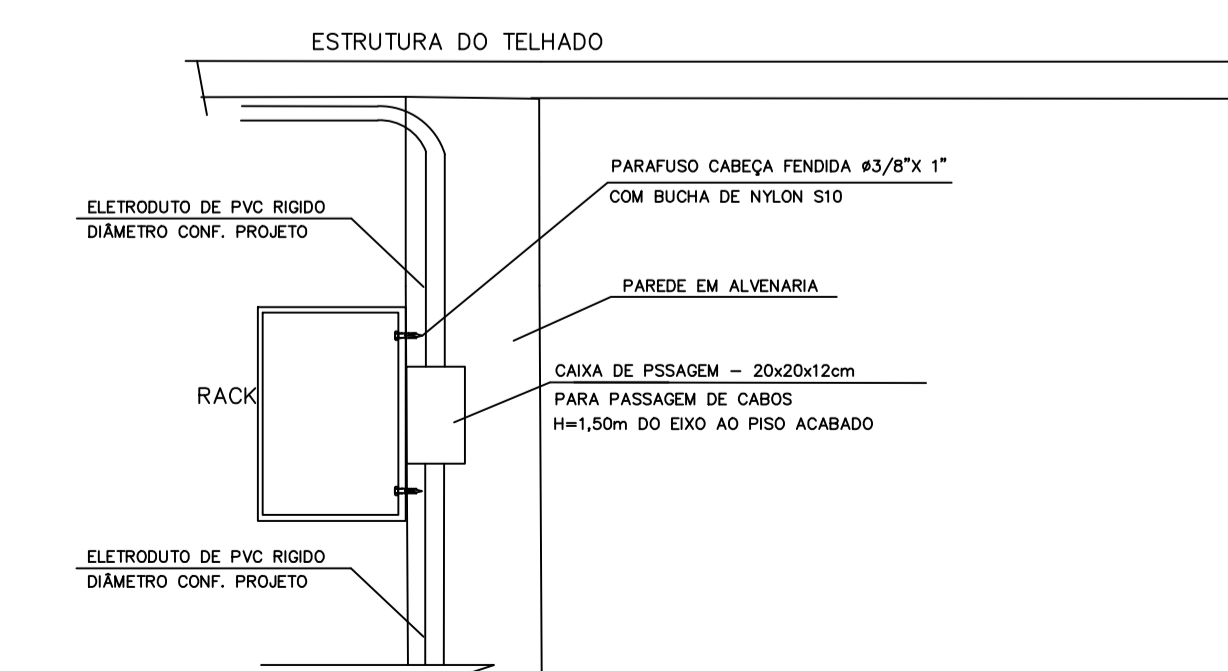 ESTRUTURA DO TELHADO
PARAFUSO CABEÇA FENDIDA ø3/8"X 1"
COM BUCHA DE NYLON S10
ELETRODUTO DE PVC RIGIDO
DIÂMETRO CONF. PROJETO
PAREDE EM ALVENARIA
CAIXA DE PSSAGEM – 20x20x12cm
PARA PASSAGEM DE CABOS
H=1,50m DO EIXO AO PISO ACABADO
RACK
ELETRODUTO DE PVC RIGIDO
DIÂMETRO CONF. PROJETO